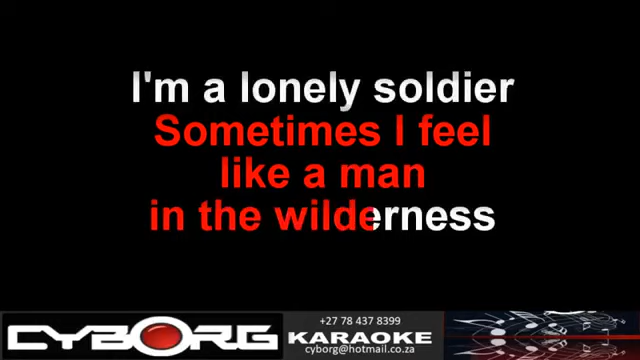 I'm a lonely soldier
Sometimes I feel
like a man
in the wilderness
CYBORG
+27 78 437 8399
KARAOKE
cyborg@hotmail.co.za